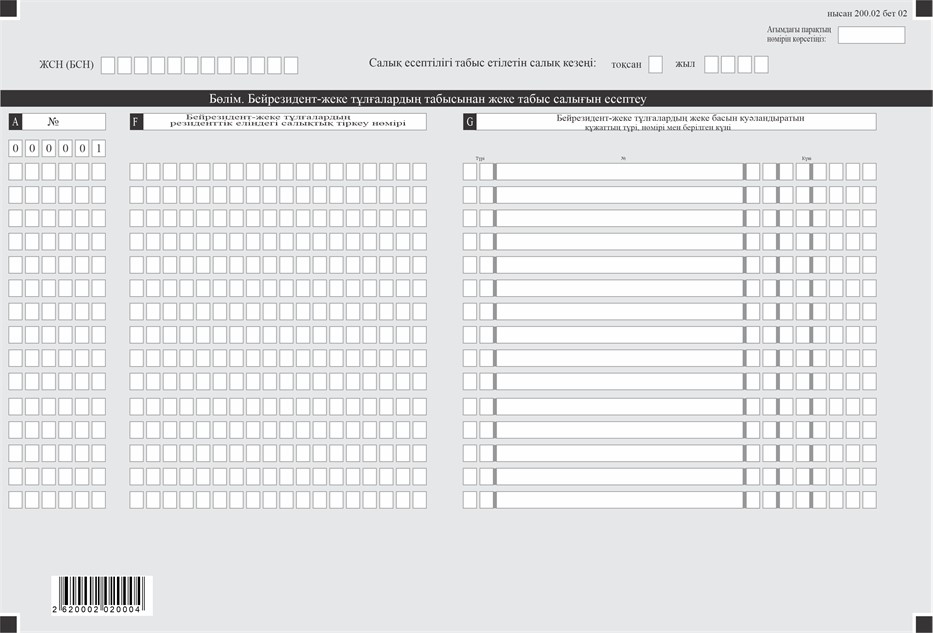 нысан 200.02 бет 02
Ағымдағы парақтың
нөмірін көрсетіңіз:
ЖСН (БСН)
Салық есептілігі табыс етілетін салық кезеңі:
тоқсан
жыл
Бөлім. Бейрезидент-жеке тұлғалардың табысынан жеке табыс салығын есептеу
A
№
F
Бейрезидент-жеке тұлғалардың
резиденттік еліндегі салықтық тіркеу нөмірі
G
Бейрезидент-жеке тұлғалардың жеке басын куәландыратын
құжаттың түрі, нөмірі мен берілген күні
0 0 0 0 0 1
Түрі
№
Күні
2 620002 020004